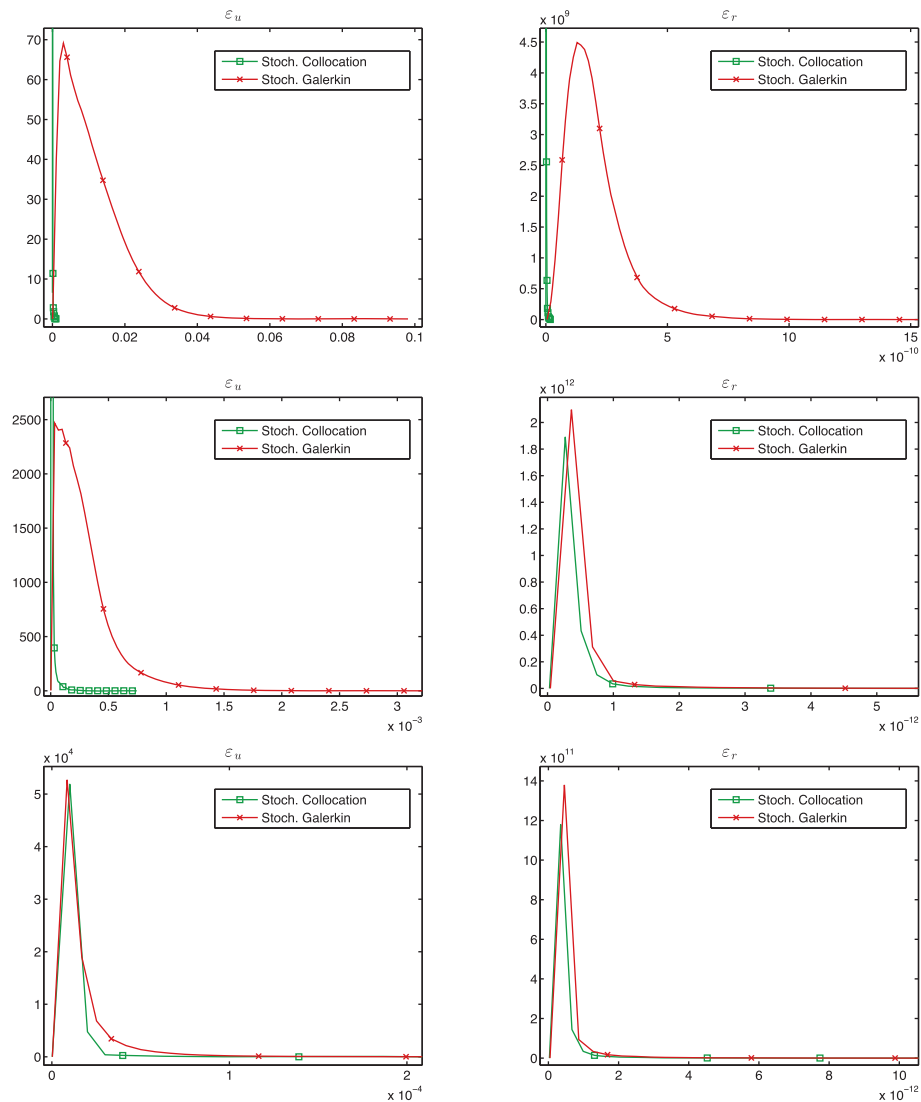 ε_u
70
60
50
40
30
20
10
0
0 0.02 0.04 0.06 0.08 0.1
Stoch. Collocation
Stoch. Galerkin
ε_r
x 10^9
4.5
4
3.5
3
2.5
2
1.5
1
0.5
0
0 5 10 15
x 10^−10
Stoch. Collocation
Stoch. Galerkin
ε_u
2500
2000
1500
1000
500
0
0 0.5 1 1.5 2 2.5 3
x 10^−3
Stoch. Collocation
Stoch. Galerkin
ε_r
x 10^12
2
1.8
1.6
1.4
1.2
1
0.8
0.6
0.4
0.2
0
0 1 2 3 4 5
x 10^−12
Stoch. Collocation
Stoch. Galerkin
ε_u
x 10^4
5
4
3
2
1
0
0 1 2
x 10^−4
Stoch. Collocation
Stoch. Galerkin
ε_r
x 10^11
14
12
10
8
6
4
2
0
0 2 4 6 8 10
x 10^−12
Stoch. Collocation
Stoch. Galerkin